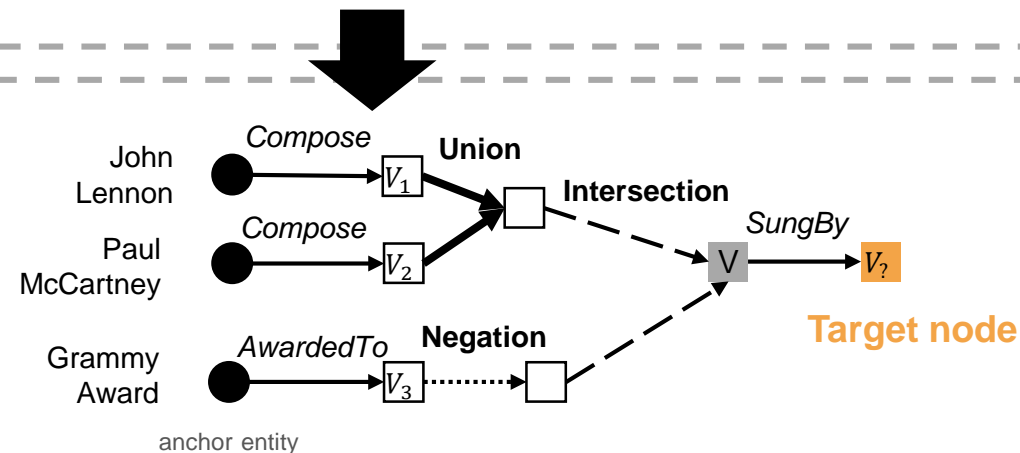 John
Lennon
Compose
V₁
Union
Intersection
Paul
McCartney
Compose
V₂
V
SungBy
V?
Target node
Grammy
Award
AwardedTo
V₃
Negation
anchor entity